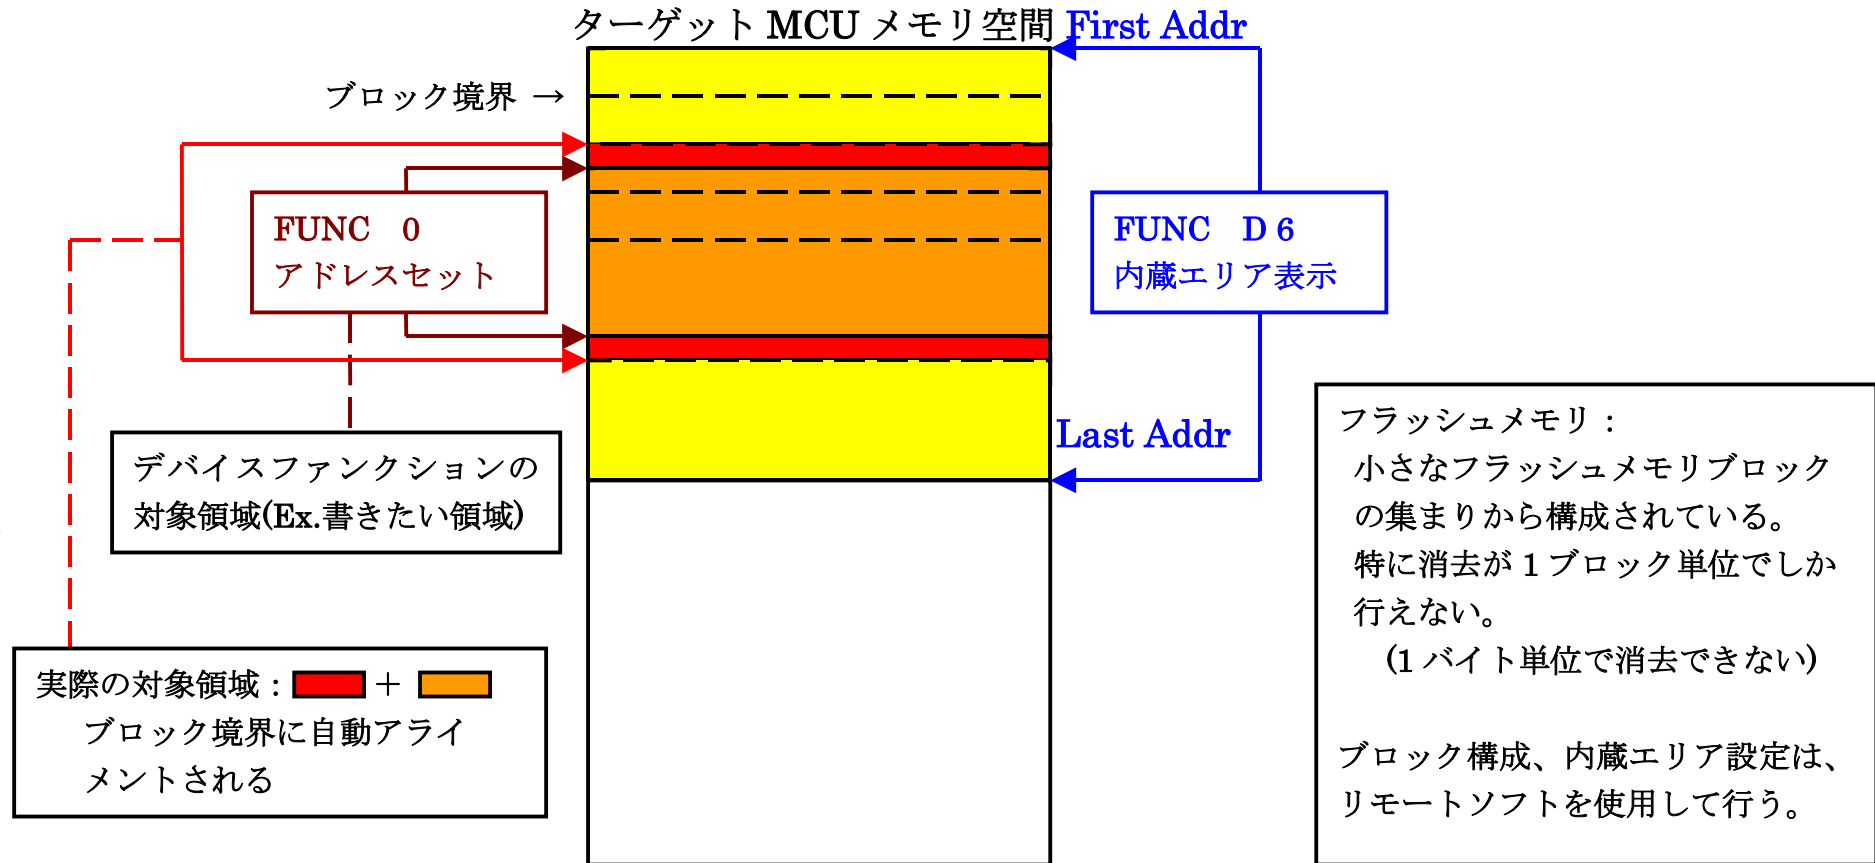 ターゲット MCU メモリ空間 First Addr
ブロック境界 →
FUNC 0
アドレスセット
FUNC D 6
内蔵エリア表示
Last Addr
デバイスファンクションの
対象領域(Ex.書きたい領域)
実際の対象領域 : +
ブロック境界に自動アライ
メントされる
フラッシュメモリ :
小さなフラッシュメモリブロック
の集まりから構成されている。
特に消去が 1 ブロック単位でしか
行えない。
(1 バイト単位で消去できない)
ブロック構成、内蔵エリア設定は、
リモートソフトを使用して行う。